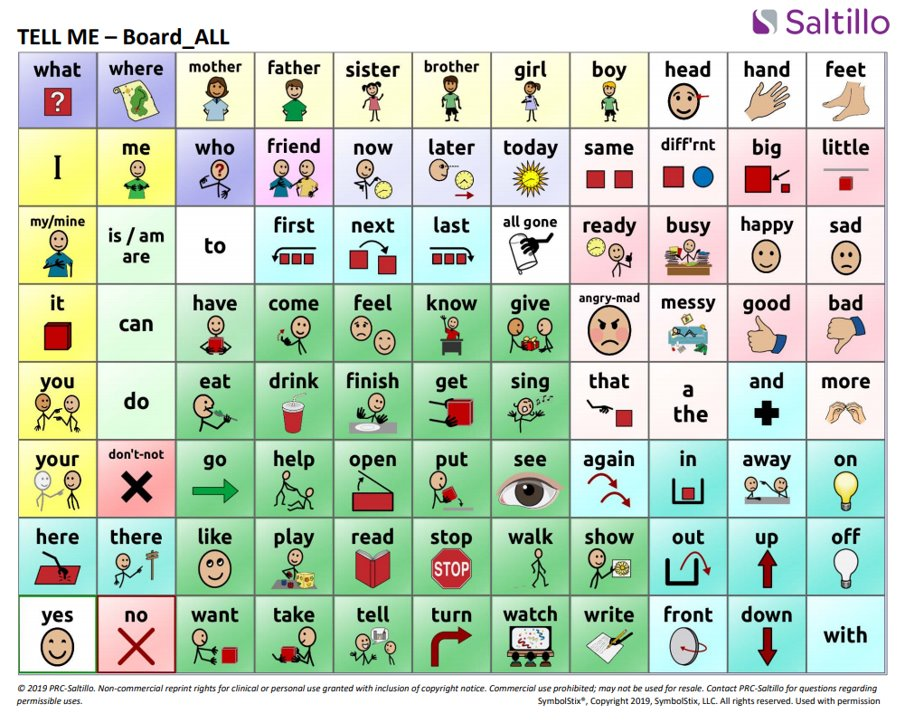 Saltillo
TELL ME – Board_ALL
what where mother father sister brother girl boy head hand feet
?
I me who friend now later today same diff'rnt big little
?
my/mine is / am are to first next last all gone ready busy happy sad
it can have come feel know give angry-mad messy good bad
you do eat drink finish get sing that a the and more
your don't-not go help open put see again in away on
here there like play read stop walk show out up off
STOP
yes no want take tell turn watch write front down with
© 2019 PRC-Saltillo. Non-commercial reprint rights for clinical or personal use granted with inclusion of copyright notice. Commercial use prohibited; may not be used for resale. Contact PRC-Saltillo for questions regarding
permissible uses.
SymbolStix®, Copyright 2019, SymbolStix, LLC. All rights reserved. Used with permission